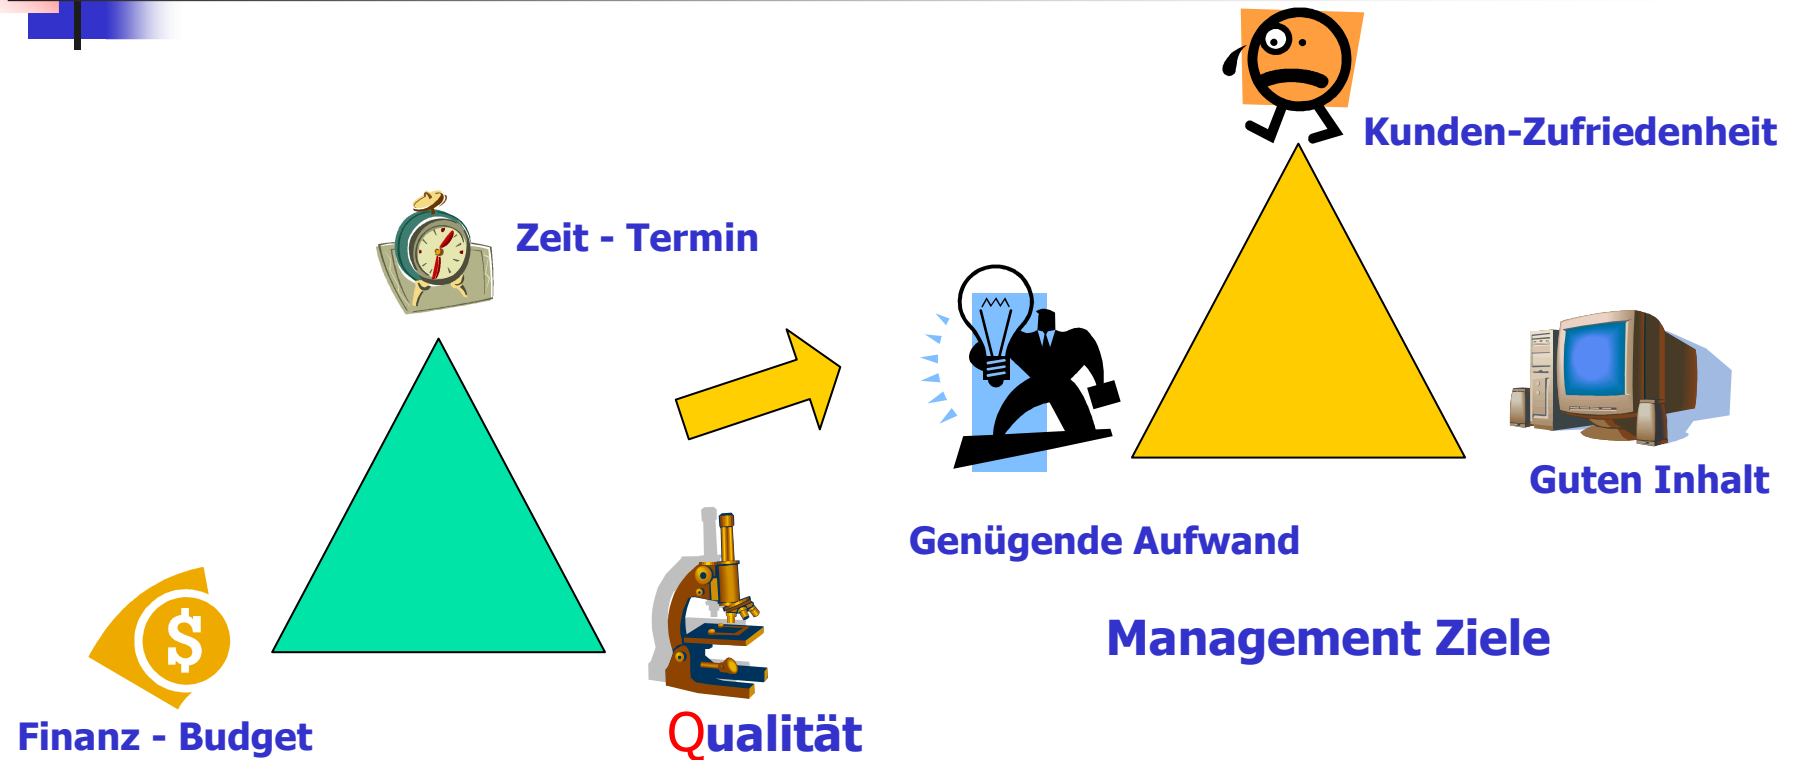 Kunden-Zufriedenheit
Zeit - Termin
Guten Inhalt
Genügende Aufwand
Management Ziele
Finanz - Budget
Qualität